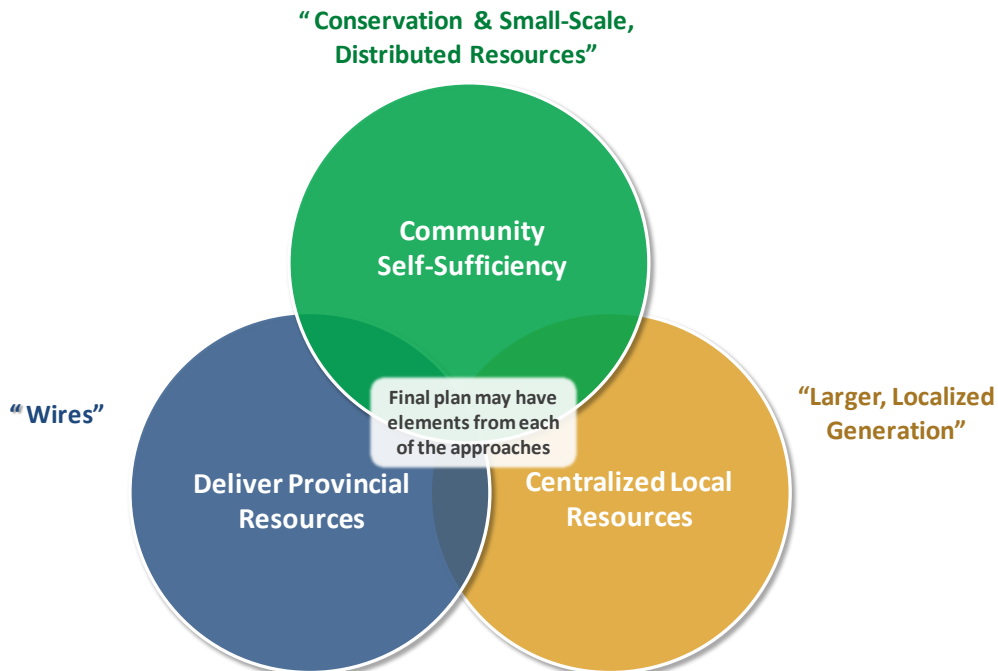 “ Conservation & Small-Scale,
Distributed Resources”
Community
Self-Sufficiency
“ Wires”
Final plan may have
elements from each
of the approaches
“Larger, Localized
Generation”
Deliver Provincial
Resources
Centralized Local
Resources